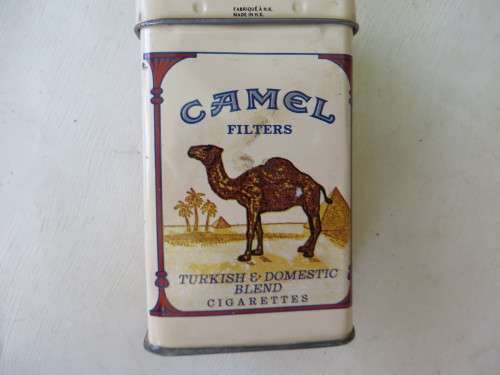 FABRIQUÉ À H.K.
MADE IN H.K.
CAMEL
FILTERS
TURKISH & DOMESTIC
BLEND
CIGARETTES